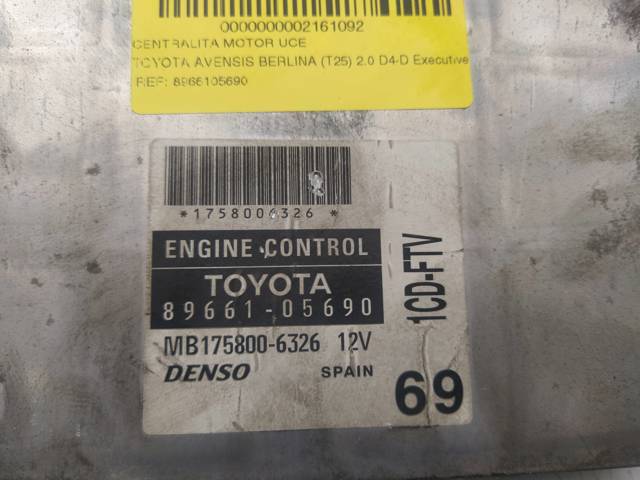 0000000002161092
CENTRALITA MOTOR UCE
TOYOTA AVENSIS BERLINA (T25) 2.0 D4-D Executive
REF: 8966105690
*1758006326*
ENGINE CONTROL
TOYOTA
89661-05690
MB175800-6326 12V
DENSO SPAIN
69
1CD-FTV